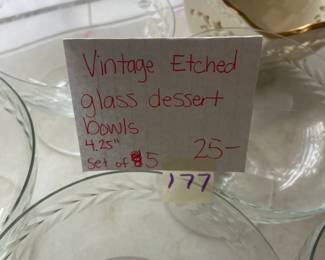 Vintage Etched
glass dessert
bowls
4.25"
set of 5 25-
177